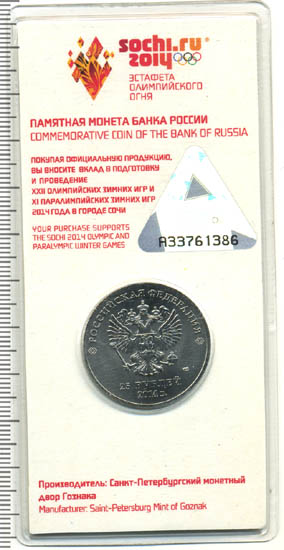 sochi.ru
2014
ЭСТАФЕТА
ОЛИМПИЙСКОГО
ОГНЯ
ПАМЯТНАЯ МОНЕТА БАНКА РОССИИ
COMMEMORATIVE COIN OF THE BANK OF RUSSIA
ПОКУПАЯ ОФИЦИАЛЬНУЮ ПРОДУКЦИЮ,
ВЫ ВНОСИТЕ ВКЛАД В ПОДГОТОВКУ
И ПРОВЕДЕНИЕ
XXII ОЛИМПИЙСКИХ ЗИМНИХ ИГР И
XI ПАРАЛИМПИЙСКИХ ЗИМНИХ ИГР
2014 ГОДА В ГОРОДЕ СОЧИ
YOUR PURCHASE SUPPORTS
THE SOCHI 2014 OLYMPIC AND
PARALYMPIC WINTER GAMES
A33761386
РОССИЙСКАЯ ФЕДЕРАЦИЯ
25 РУБЛЕЙ
2014 г.
Производитель: Санкт-Петербургский монетный
двор Гознака
Manufacturer: Saint-Petersburg Mint of Goznak